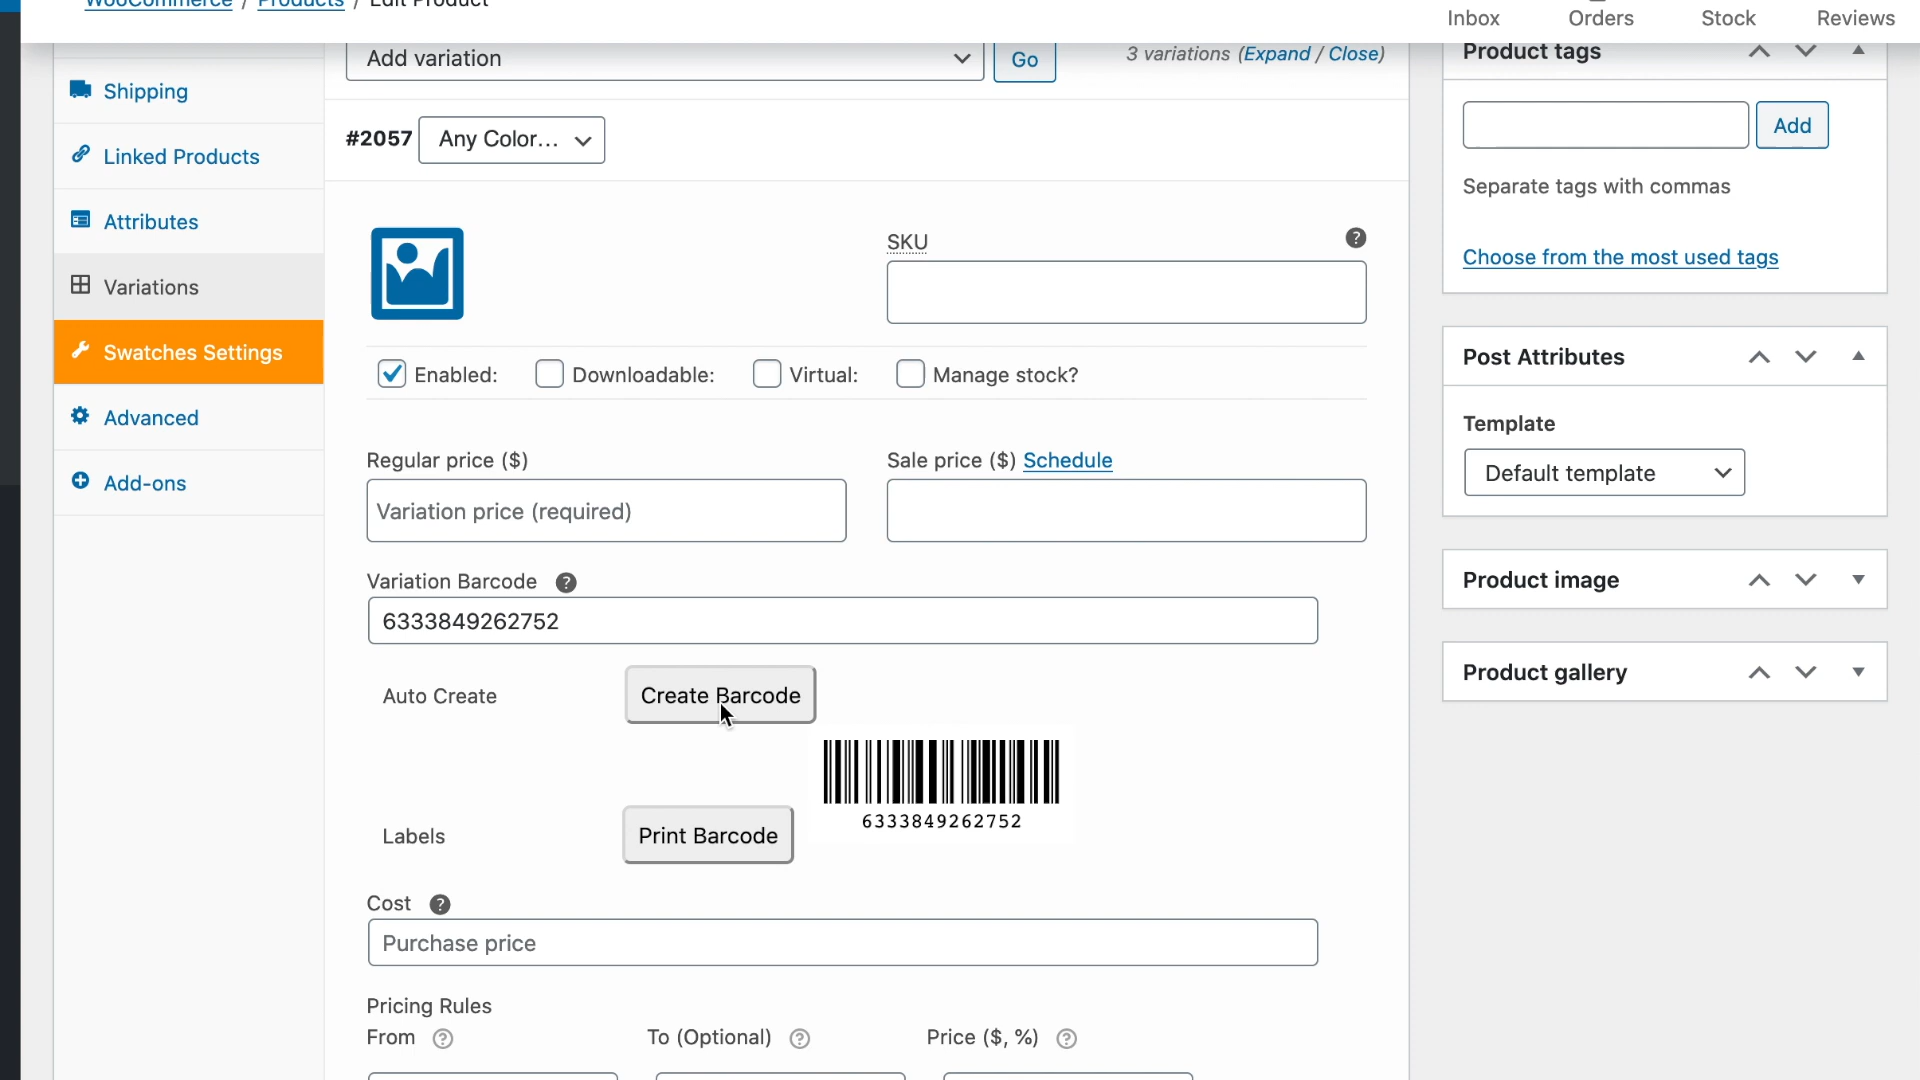 WooCommerce / Products / Edit Product
Inbox
Orders
Stock
Reviews
Shipping
Linked Products
Attributes
Variations
Swatches Settings
Advanced
Add-ons
Add variation
Go
3 variations (Expand / Close)
#2057
Any Color...
SKU
?
Enabled:
Downloadable:
Virtual:
Manage stock?
Regular price ($)
Variation price (required)
Sale price ($) Schedule
Variation Barcode ?
6333849262752
Auto Create
Create Barcode
6333849262752
Labels
Print Barcode
Cost ?
Purchase price
Pricing Rules
From ?
To (Optional) ?
Price ($, %) ?
Product tags
Add
Separate tags with commas
Choose from the most used tags
Post Attributes
Template
Default template
Product image
Product gallery